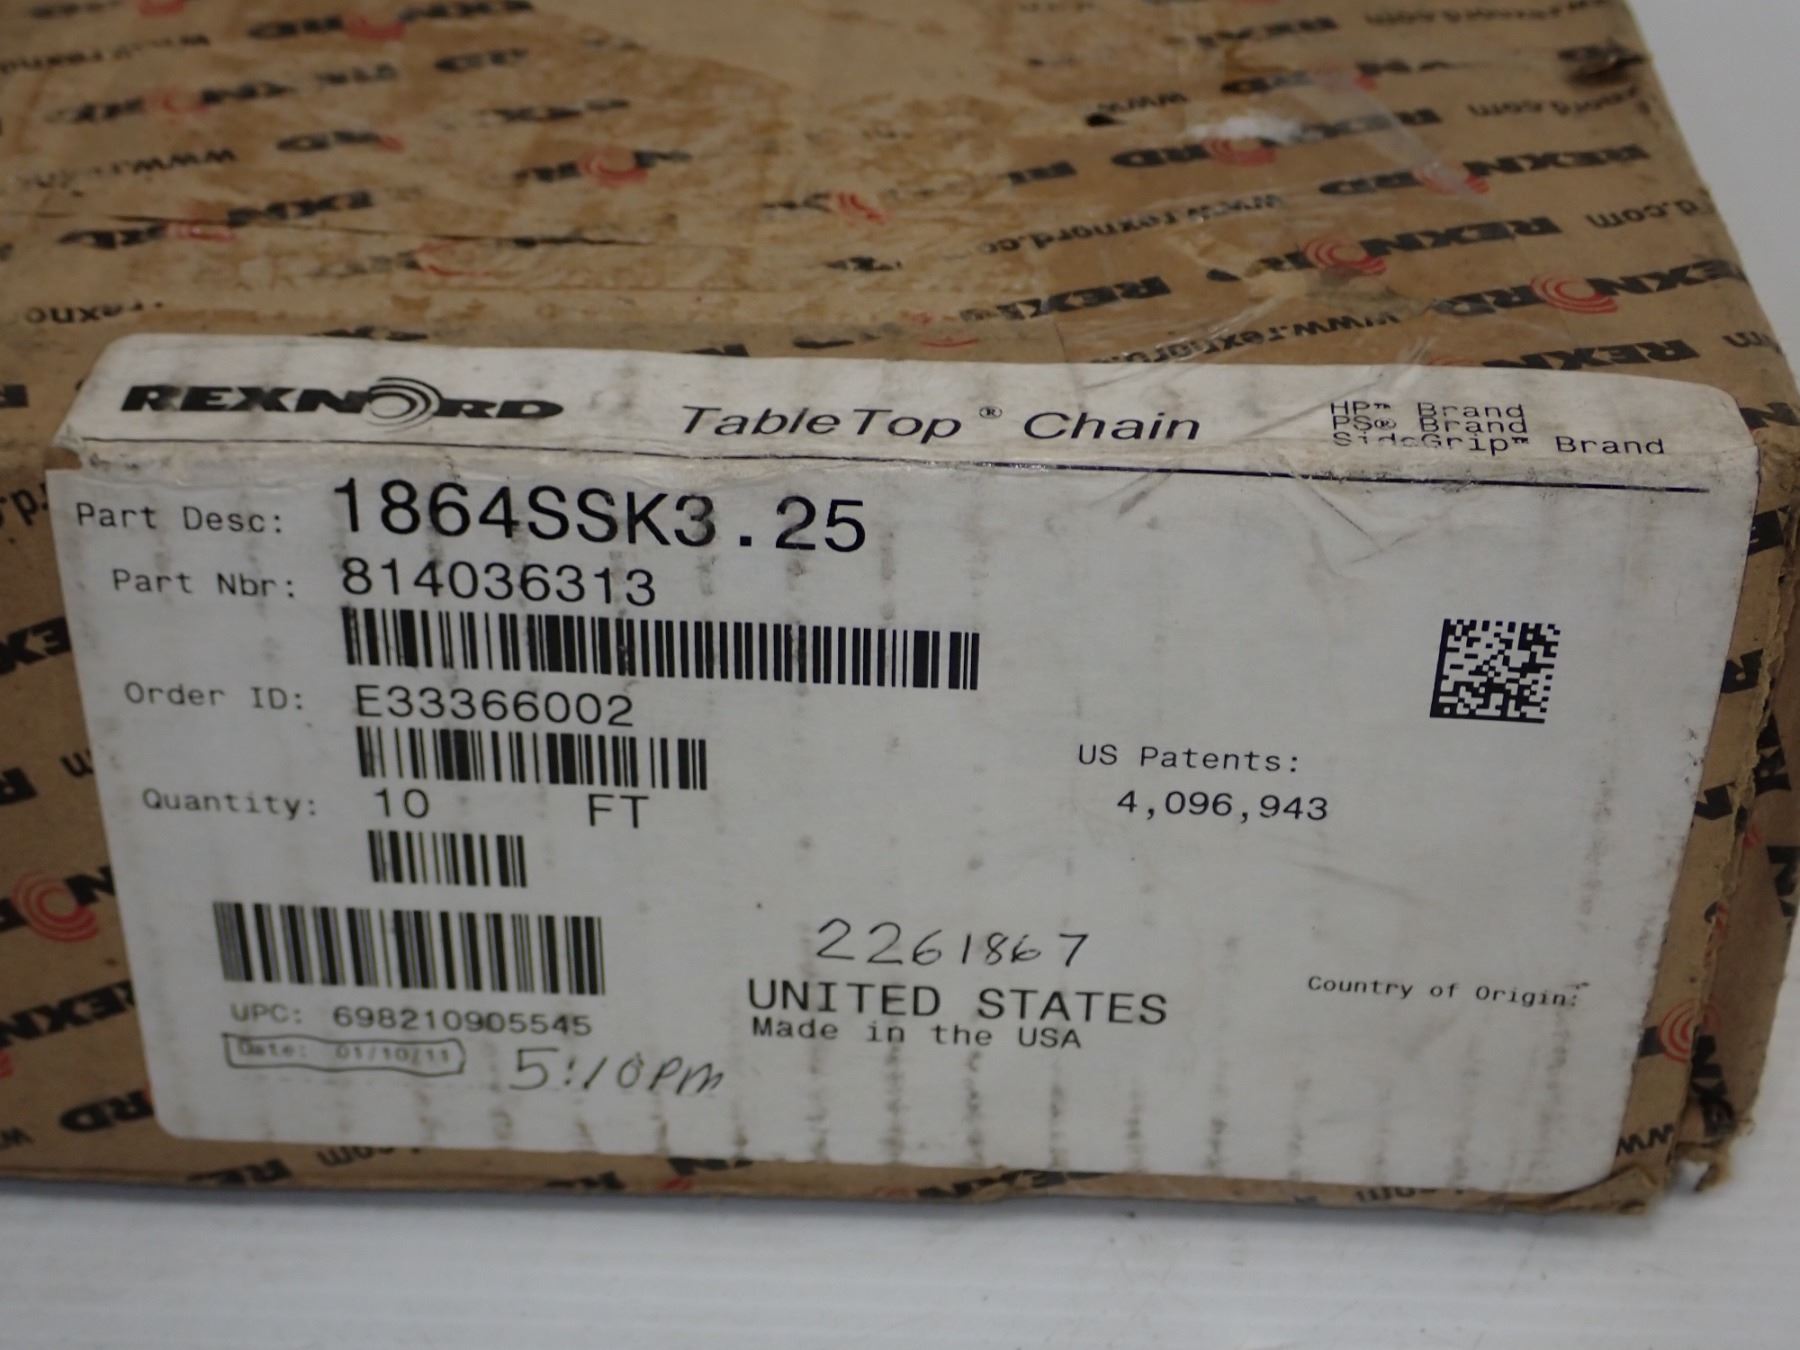 REXNORD TableTop® Chain
HP™ Brand
PS® Brand
SideGrip™ Brand
Part Desc: 1864SSK3.25
Part Nbr: 814036313
Order ID: E33366002
US Patents:
4,096,943
Quantity: 10 FT
2261867
UNITED STATES
Made in the USA
Country of Origin:
UPC: 698210905545
Date: 01/10/11
5:10PM